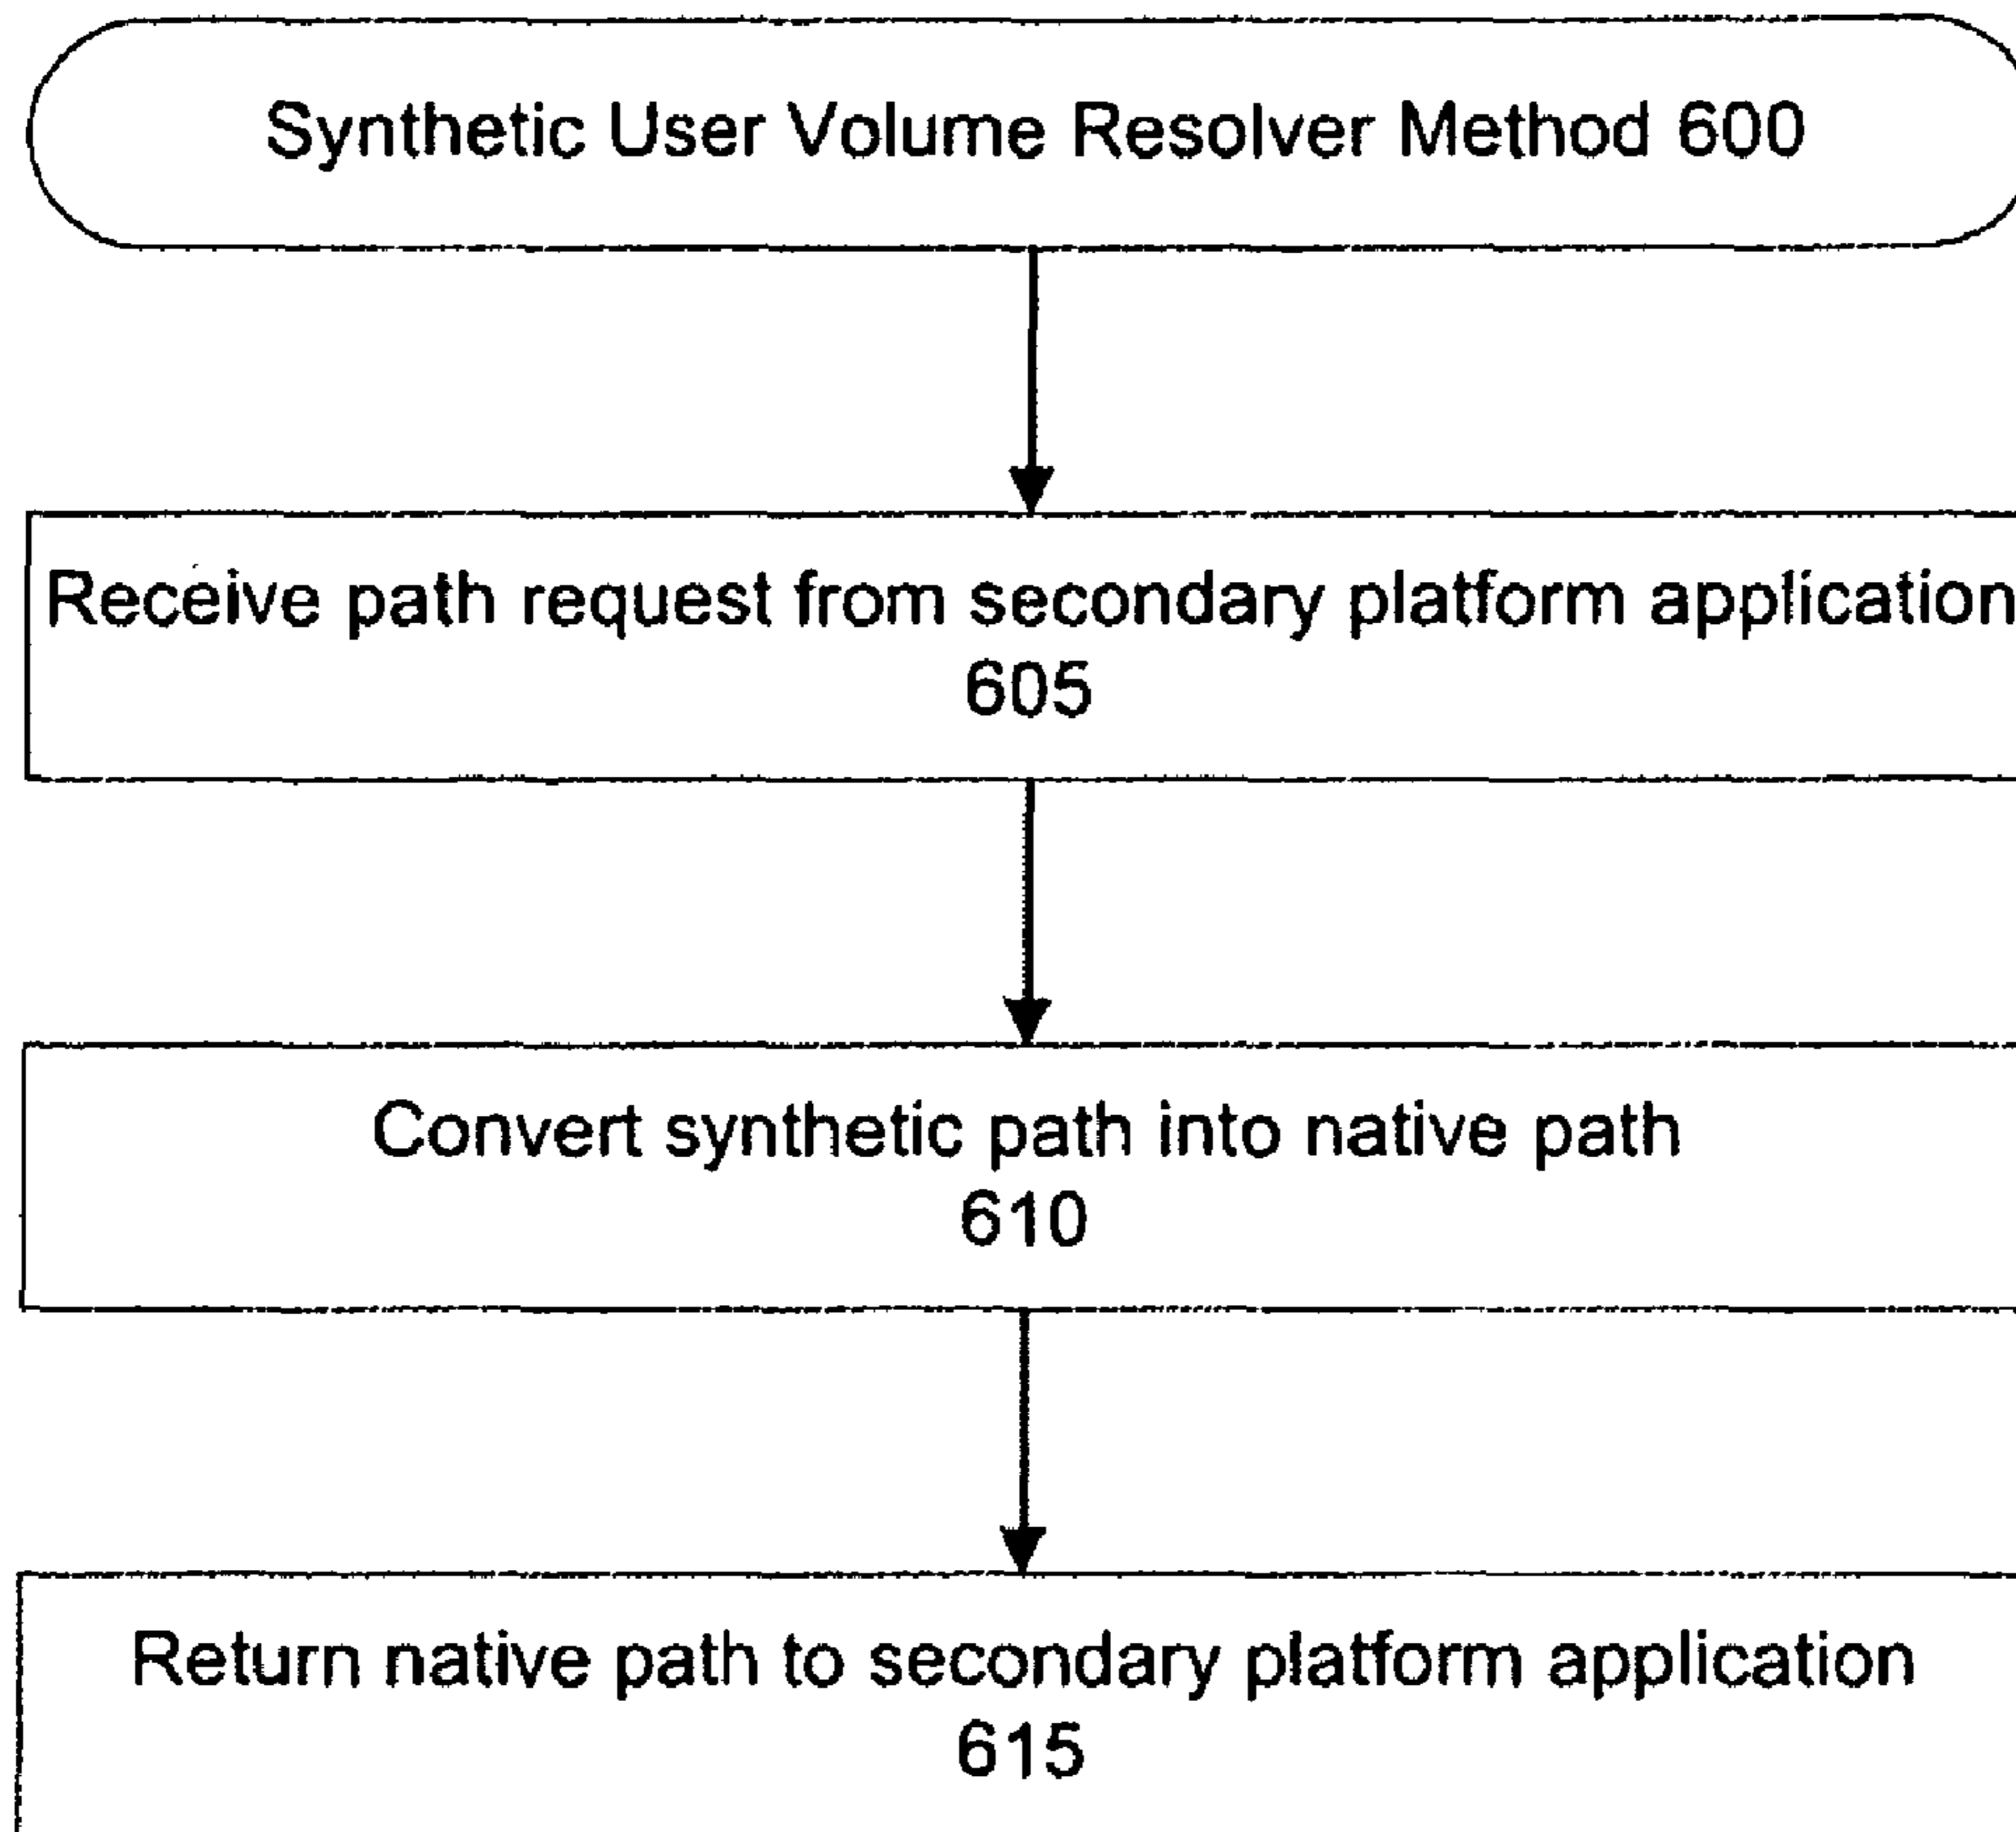 Synthetic User Volume Resolver Method 600
Receive path request from secondary platform application
605
Convert synthetic path into native path
610
Return native path to secondary platform application
615